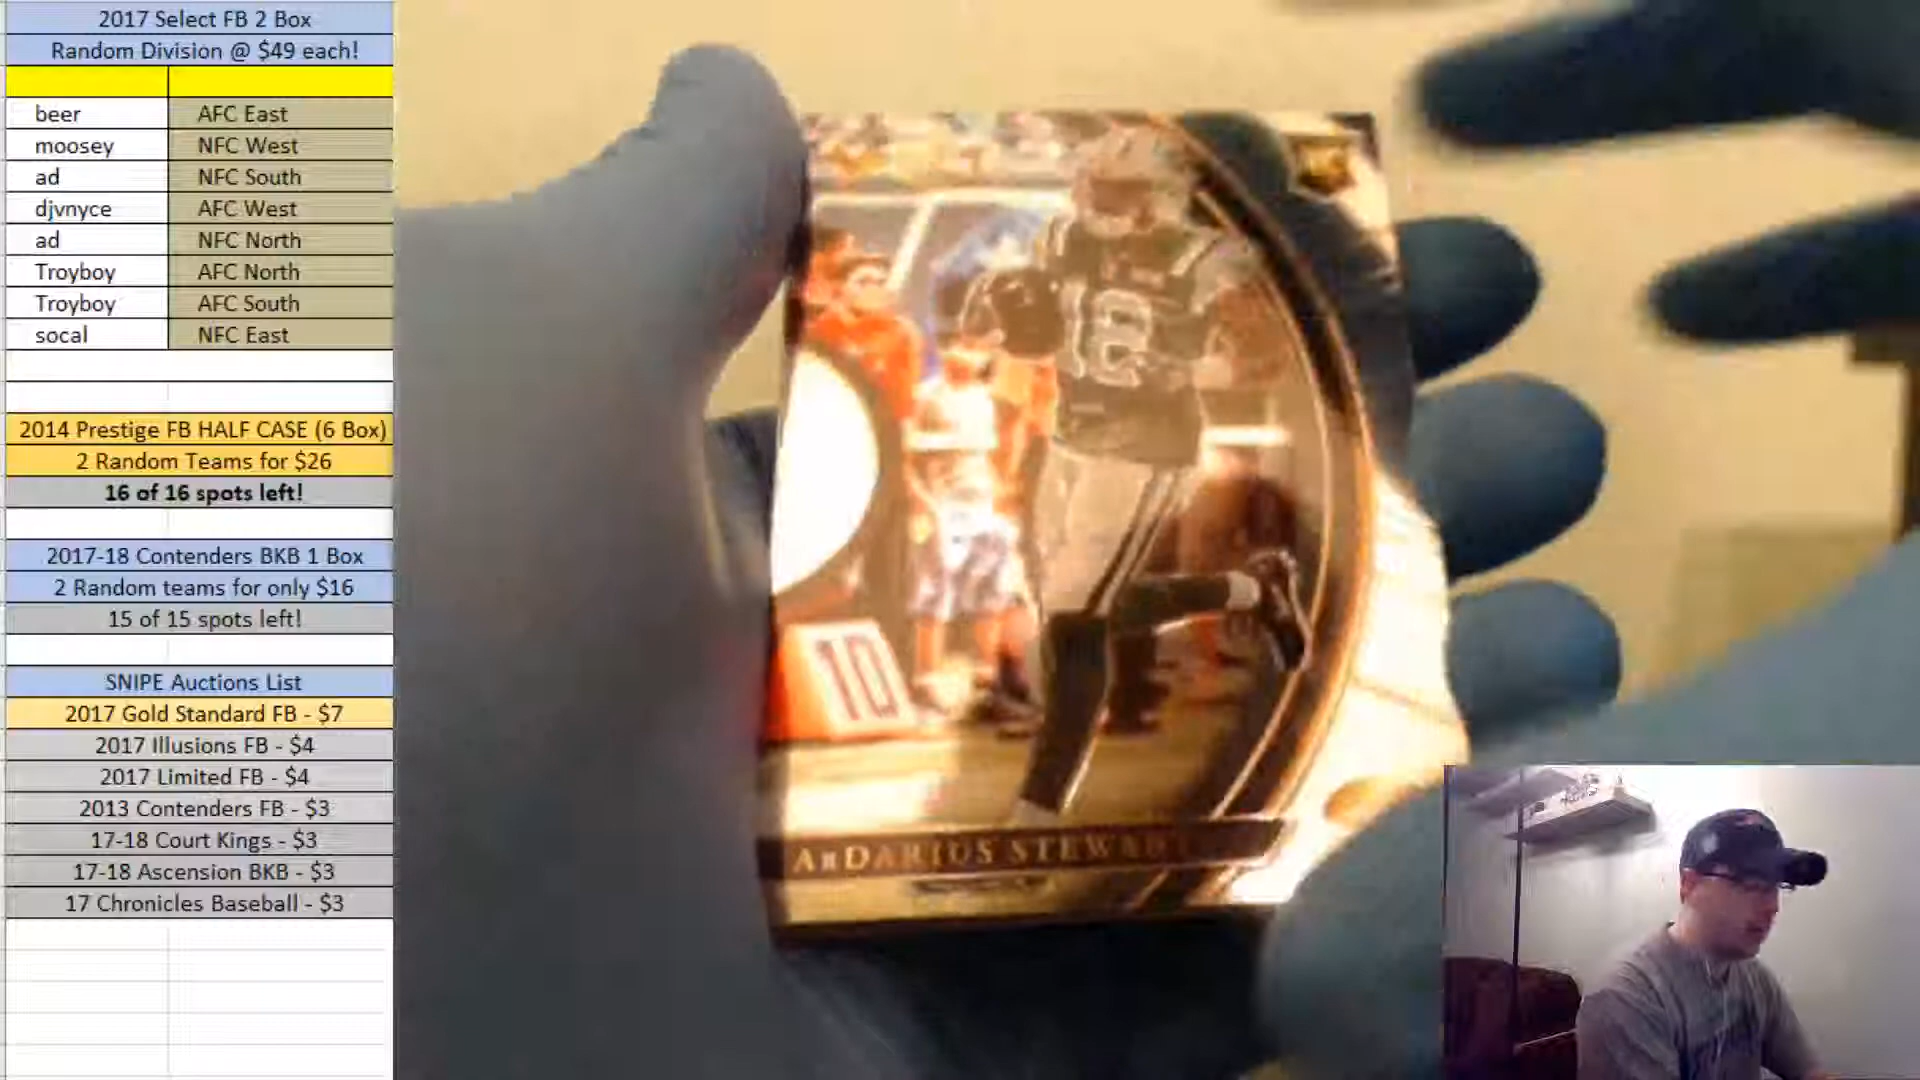 2017 Select FB 2 Box
Random Division @ $49 each!
beer AFC East
moosey NFC West
ad NFC South
djvnyce AFC West
ad NFC North
Troyboy AFC North
Troyboy AFC South
socal NFC East
2014 Prestige FB HALF CASE (6 Box)
2 Random Teams for $26
16 of 16 spots left!
2017-18 Contenders BKB 1 Box
2 Random teams for only $16
15 of 15 spots left!
SNIPE Auctions List
2017 Gold Standard FB - $7
2017 Illusions FB - $4
2017 Limited FB - $4
2013 Contenders FB - $3
17-18 Court Kings - $3
17-18 Ascension BKB - $3
17 Chronicles Baseball - $3
18
10
ARDARIUS STEWART